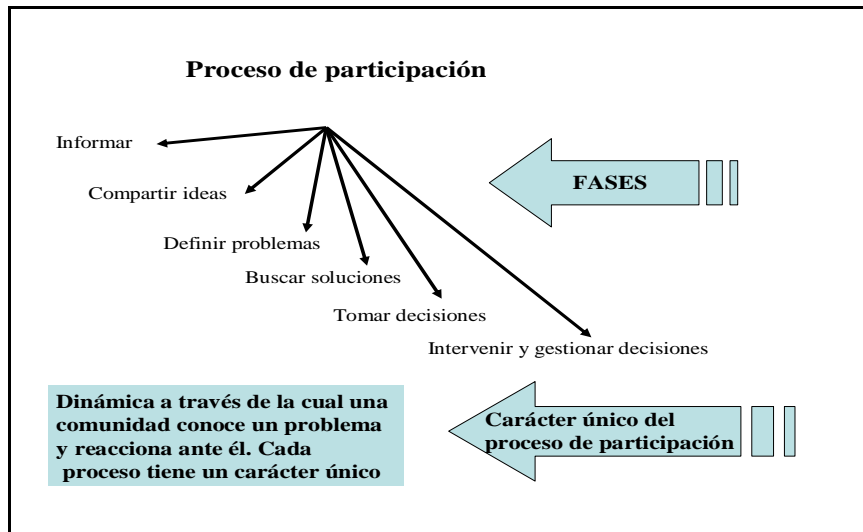 Proceso de participación
Informar
Compartir ideas
Definir problemas
Buscar soluciones
Tomar decisiones
Intervenir y gestionar decisiones
FASES
Dinámica a través de la cual una
comunidad conoce un problema
y reacciona ante él. Cada
proceso tiene un carácter único
Carácter único del
proceso de participación